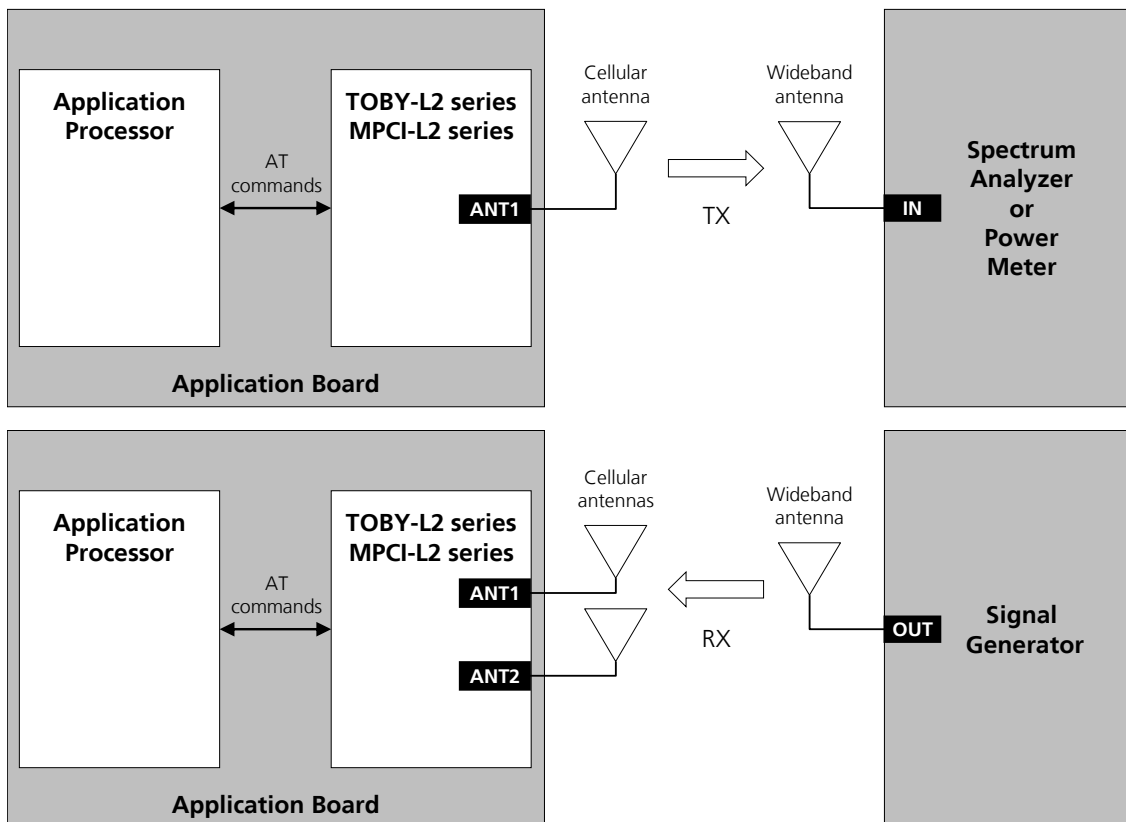 Application
Processor
AT
commands
TOBY-L2 series
MPCI-L2 series
ANT1
Application Board
Cellular
antenna
TX
Wideband
antenna
IN
Spectrum
Analyzer
or
Power
Meter
Application
Processor
AT
commands
TOBY-L2 series
MPCI-L2 series
ANT1
ANT2
Application Board
Cellular
antennas
RX
Wideband
antenna
OUT
Signal
Generator